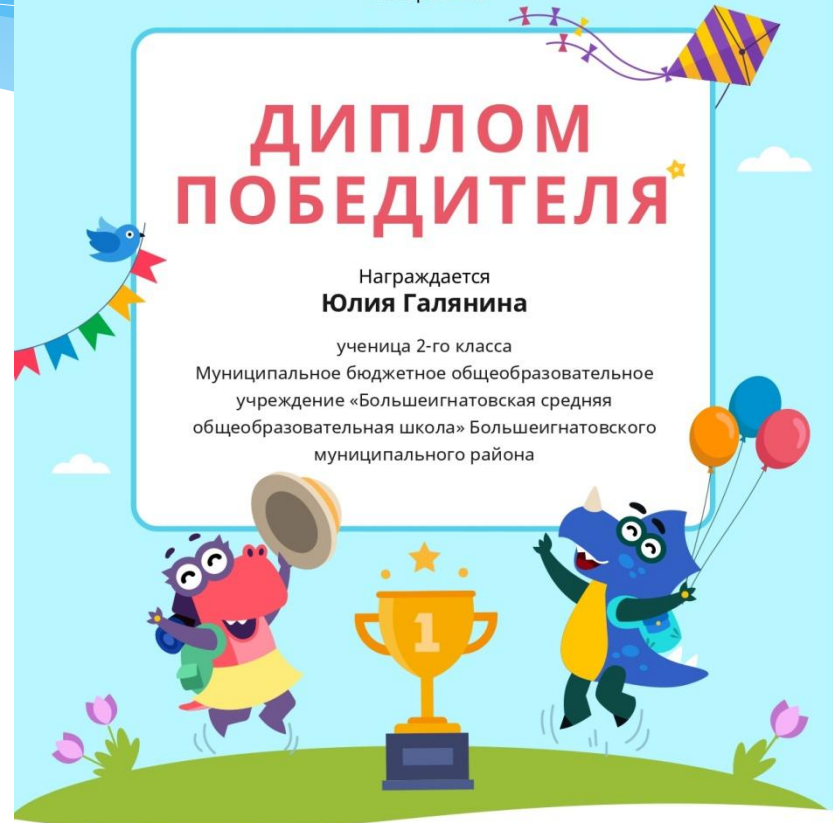 ДИПЛОМ
ПОБЕДИТЕЛЯ
Награждается
Юлия Галянина
ученица 2-го класса
Муниципальное бюджетное общеобразовательное
учреждение «Большеигнатовская средняя
общеобразовательная школа» Большеигнатовского
муниципального района
1